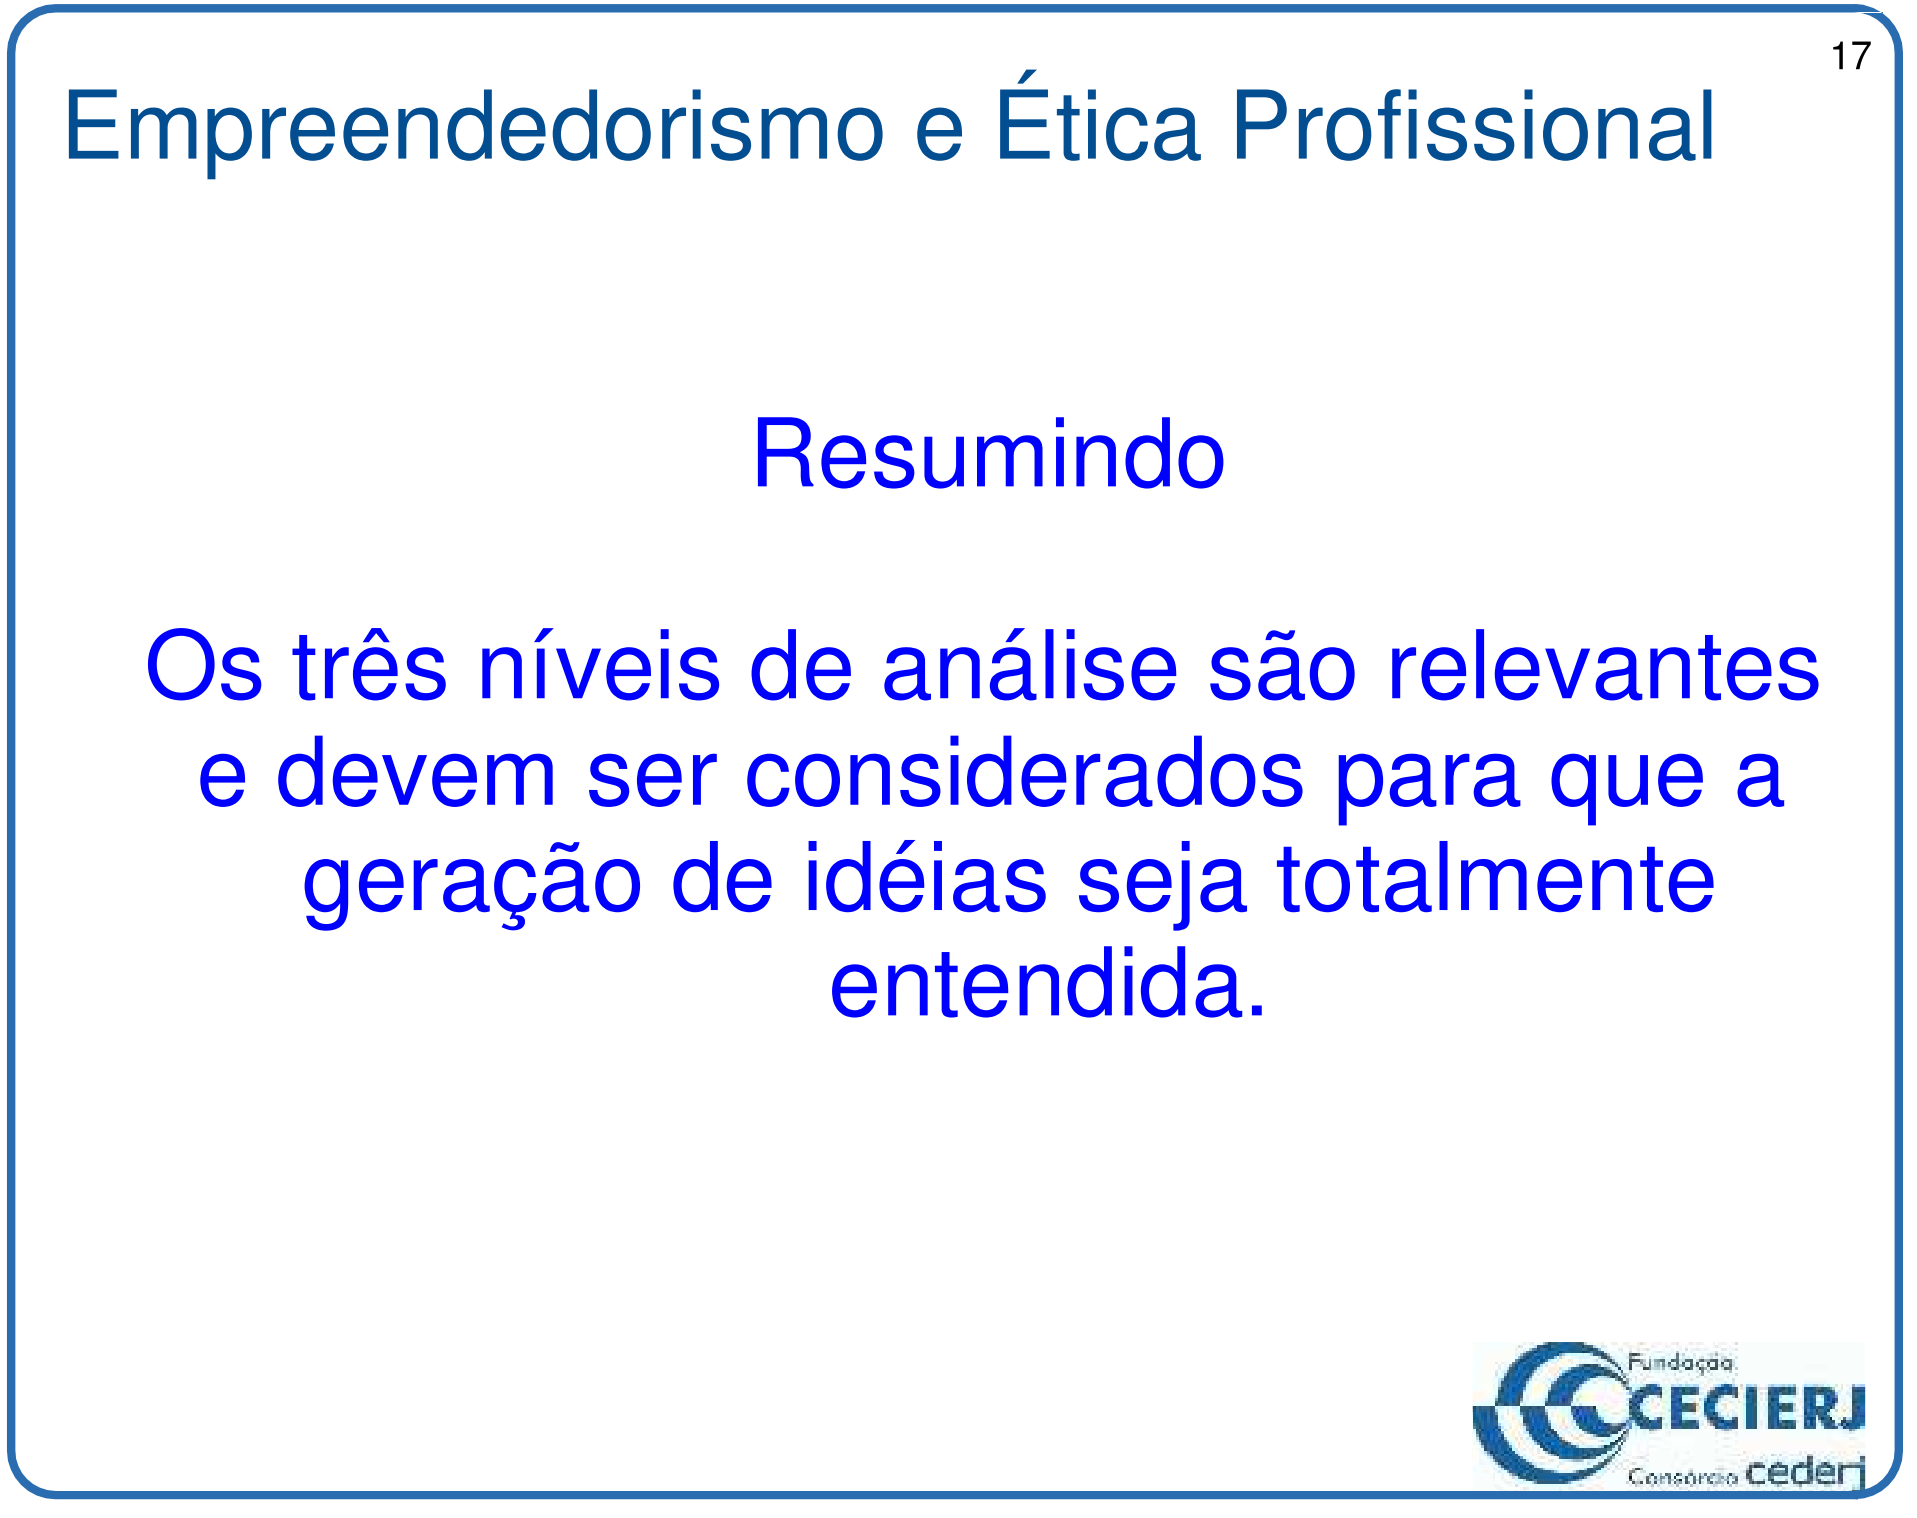 17
Empreendedorismo e Ética Profissional
Resumindo
Os três níveis de análise são relevantes
e devem ser considerados para que a
geração de idéias seja totalmente
entendida.
Fundação
CECIERJ
Consórcio cederj